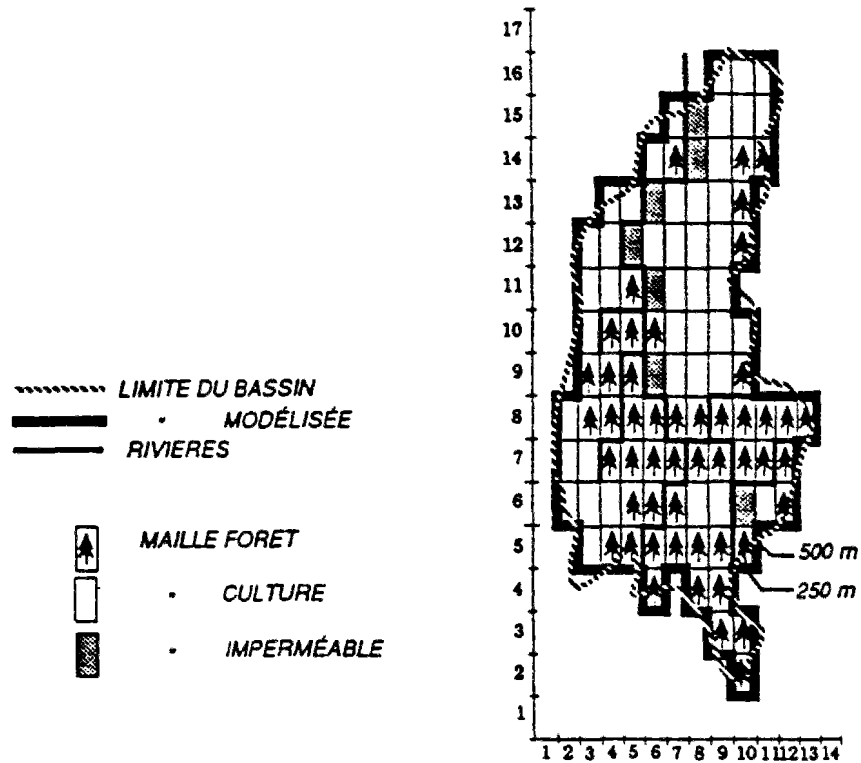 17
16
15
14
13
12
11
10
9
8
7
6
5
4
3
2
1
1 2 3 4 5 6 7 8 9 10 11 12 13 14
LIMITE DU BASSIN
" MODÉLISÉE
RIVIERES
MAILLE FORET
" CULTURE
" IMPERMÉABLE
500 m
250 m